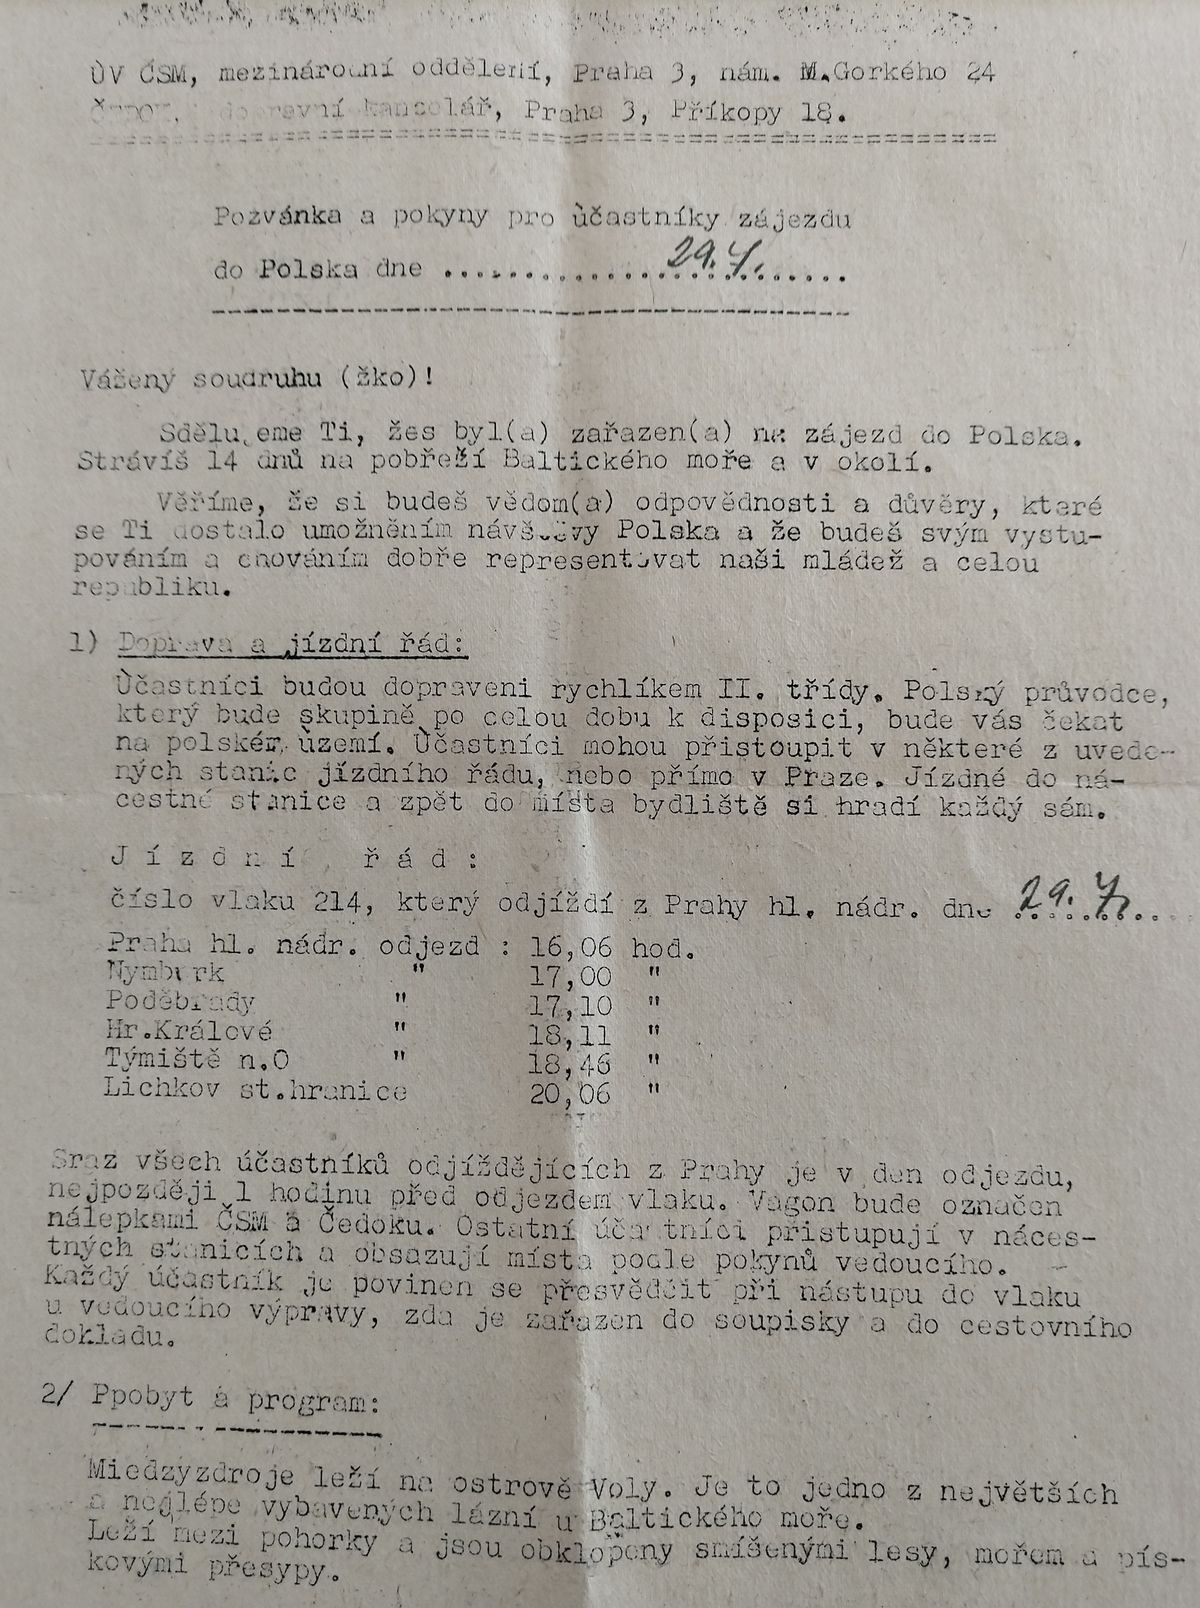 ÚV ČSM, mezinárodní oddělení, Praha 3, nám. M.Gorkého 24
dopravní kancelář, Praha 3, Příkopy 18.
Pozvánka a pokyny pro účastníky zájezdu
do Polska dne .......29.7.......
Vážený soudruhu (žko)!
Sdělujeme Ti, žes byl(a) zařazen(a) na zájezd do Polska.
Strávíš 14 dnů na pobřeží Baltického moře a v okolí.
Věříme, že si budeš vědom(a) odpovědnosti a důvěry, které
se Ti dostalo umožněním návštěvy Polska a že budeš svým vystu-
pováním a chováním dobře representovat naši mládež a celou
republiku.
1) Doprava a jízdní řád:
Účastníci budou dopraveni rychlíkem II. třídy. Polský průvodce,
který bude skupině po celou dobu k disposici, bude vás čekat
na polském území. Účastníci mohou přistoupit v některé z uvede-
ných stanic jízdního řádu, nebo přímo v Praze. Jízdné do ná-
cestné stanice a zpět do místa bydliště si hradí každý sám.
J í z d n í   ř á d :
číslo vlaku 214, který odjíždí z Prahy hl. nádr. dne 29.7.
Praha hl. nádr. odjezd : 16,06 hod.
Nymburk " 17,00 "
Poděbrady " 17,10 "
Hr.Králové " 18,11 "
Týmiště n.O " 18,46 "
Lichkov st.hranice 20,06 "
Sraz všech účastníků odjíždějících z Prahy je v den odjezdu,
nejpozději 1 hodinu před odjezdem vlaku. Vagon bude označen
nálepkami ČSM a Čedoku. Ostatní účastníci přistupují v náces-
tných stanicích a obsazují místa podle pokynů vedoucího.
Každý účastník je povinen se přesvědčit při nástupu do vlaku
u vedoucího výpravy, zda je zařazen do soupisky a do cestovního
dokladu.
2/ Ppobyt a program:
Miedzyzdroje leží na ostrově Voly. Je to jedno z největších
a nejlépe vybavených lázní u Baltického moře.
Leží mezi pohorky a jsou obklopeny smíšenými lesy, mořem a pís-
kovými přesypy.